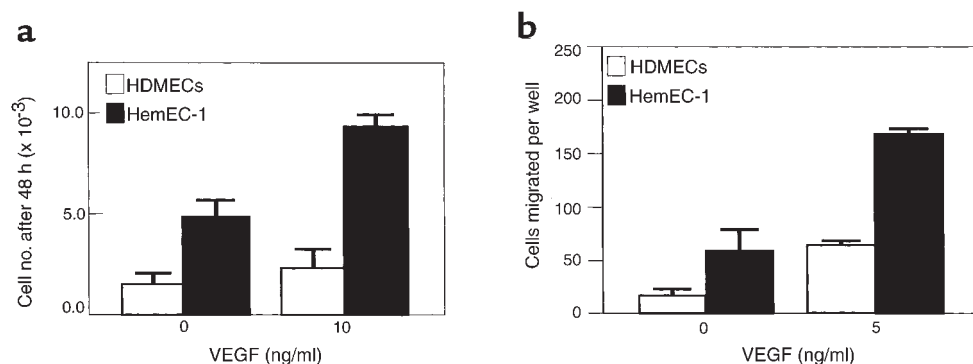 a
Cell no. after 48 h (x 10-3)
HDMECs
HemEC-1
10.0
5.0
0.0
0
10
VEGF (ng/ml)
b
Cells migrated per well
250
HDMECs
HemEC-1
200
150
100
50
0
0
5
VEGF (ng/ml)